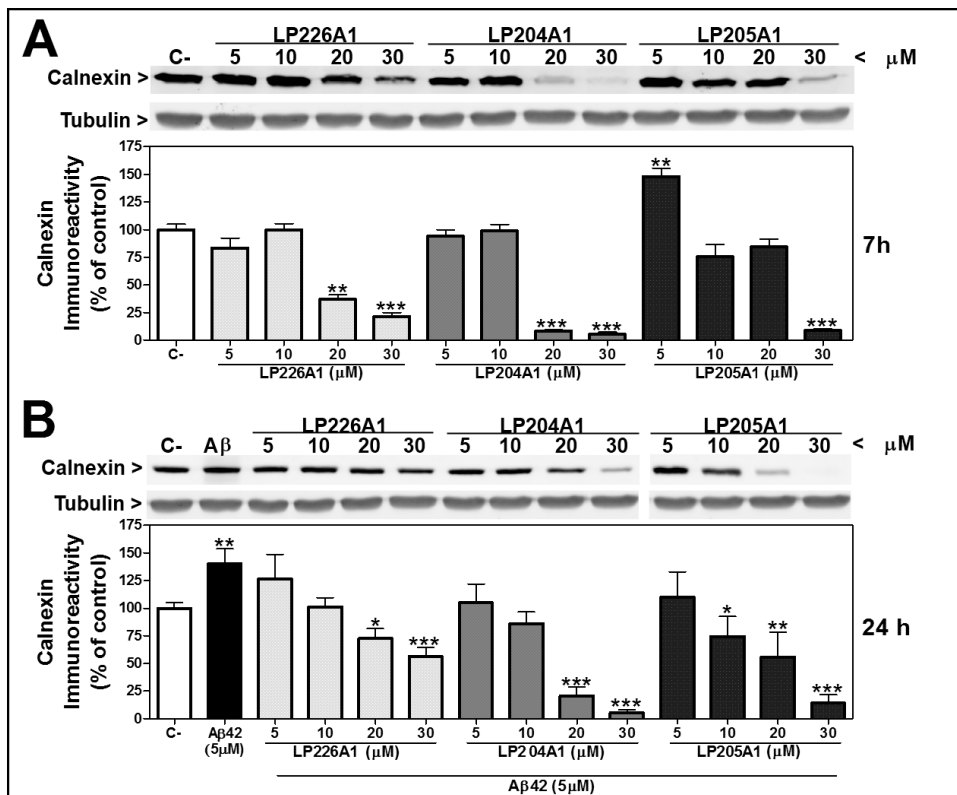 A
LP226A1 LP204A1 LP205A1
C- 5 10 20 30 5 10 20 30 5 10 20 30 < μM
Calnexin >
Tubulin >
Calnexin
Immunoreactivity
(% of control)
175
150
125
100
75
50
25
0
** *** *** *** ** ***
7h
C- 5 10 20 30 5 10 20 30 5 10 20 30
LP226A1 (μM) LP204A1 (μM) LP205A1 (μM)
B
LP226A1 LP204A1 LP205A1
C- Aβ 5 10 20 30 5 10 20 30 5 10 20 30 < μM
Calnexin >
Tubulin >
Calnexin
Immunoreactivity
(% of control)
175
150
125
100
75
50
25
0
** * *** *** *** * ** ***
24 h
C- Aβ42 5 10 20 30 5 10 20 30 5 10 20 30
(5μM) LP226A1 (μM) LP204A1 (μM) LP205A1 (μM)
Aβ42 (5μM)